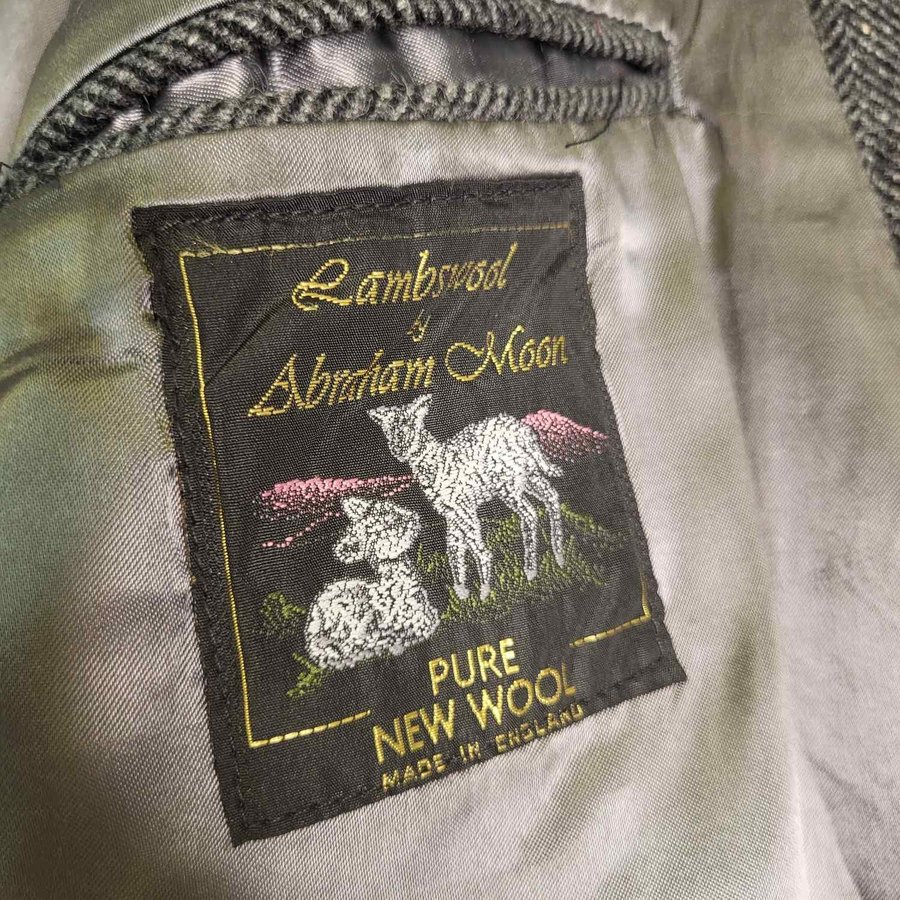 Lambswool
by
Abraham Moon
PURE
NEW WOOL
MADE IN ENGLAND